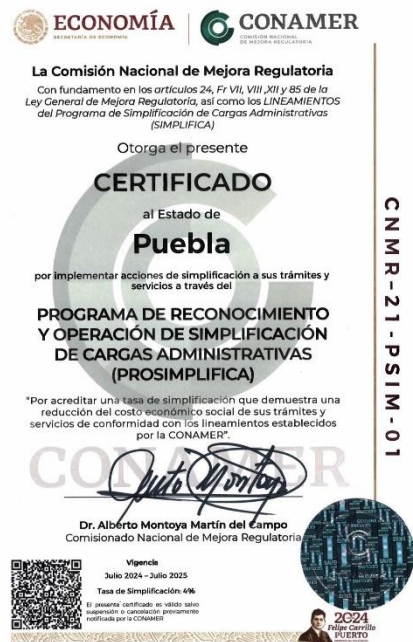 ECONOMÍA
SECRETARÍA DE ECONOMÍA
CONAMER
COMISIÓN NACIONAL
DE MEJORA REGULATORIA
La Comisión Nacional de Mejora Regulatoria
Con fundamento en los artículos 24, Fr VII, VIII ,XII y 85 de la
Ley General de Mejora Regulatoria, así como los LINEAMIENTOS
del Programa de Simplificación de Cargas Administrativas
(SIMPLIFICA)
Otorga el presente
CERTIFICADO
al Estado de
Puebla
por implementar acciones de simplificación a sus trámites y
servicios a través del
PROGRAMA DE RECONOCIMIENTO
Y OPERACIÓN DE SIMPLIFICACIÓN
DE CARGAS ADMINISTRATIVAS
(PROSIMPLIFICA)
"Por acreditar una tasa de simplificación que demuestra una
reducción del costo económico social de sus trámites y
servicios de conformidad con los lineamientos establecidos
por la CONAMER".
CONAMER
Dr. Alberto Montoya Martín del Campo
Comisionado Nacional de Mejora Regulatoria
Vigencia
Julio 2024 – Julio 2025
Tasa de Simplificación: 4%
El presente certificado es válido salvo
suspensión o cancelación previamente
notificada por la CONAMER
2024
Felipe Carrillo
PUERTO
CNMR-21-PSIM-01